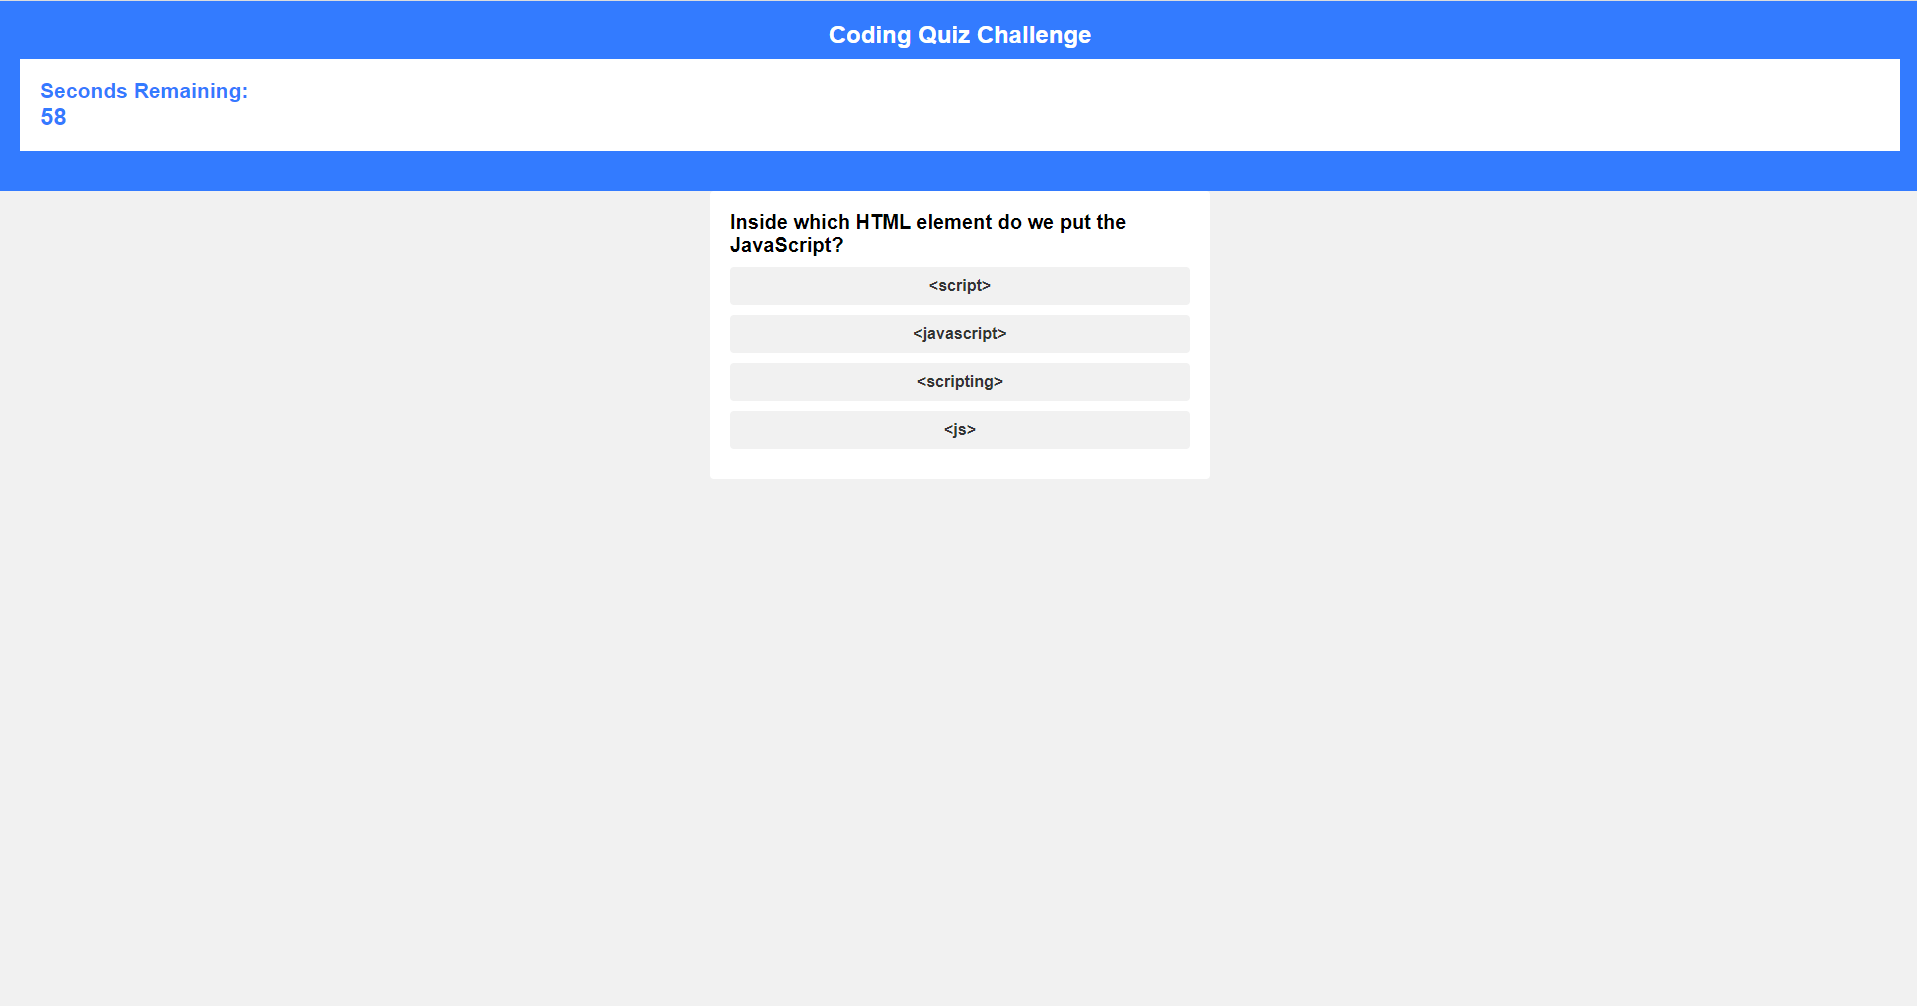 Coding Quiz Challenge
Seconds Remaining:
58
Inside which HTML element do we put the
JavaScript?
<script>
<javascript>
<scripting>
<js>